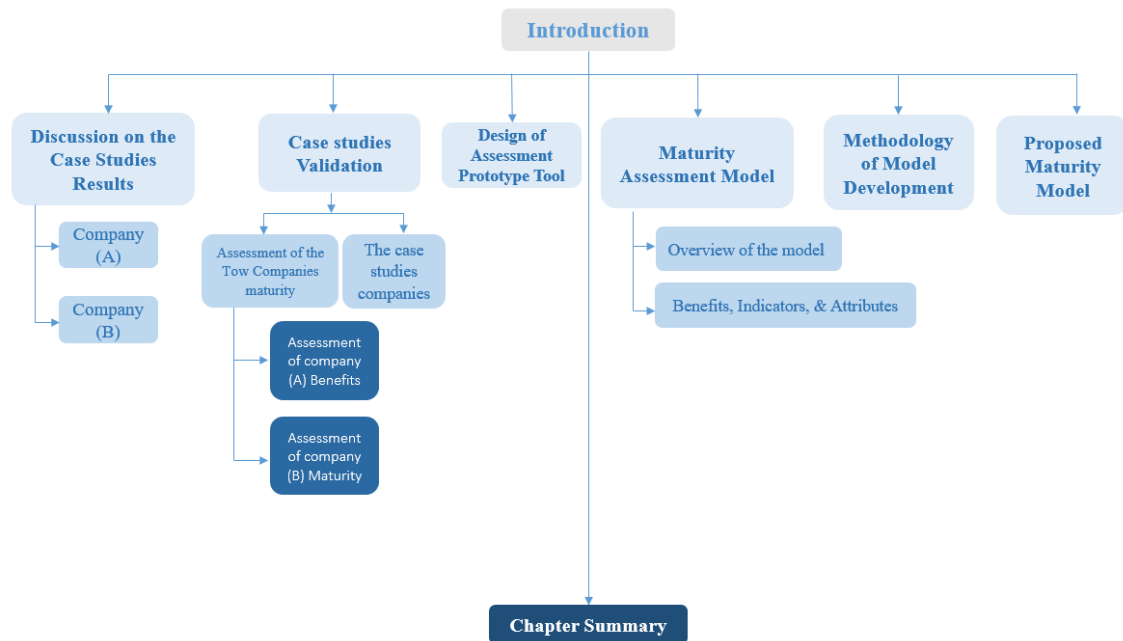 Introduction
Discussion on the
Case Studies
Results
Case studies
Validation
Design of
Assessment
Prototype Tool
Maturity
Assessment Model
Methodology
of Model
Development
Proposed
Maturity
Model
Company
(A)
Company
(B)
Assessment of the
Tow Companies
maturity
The case
studies
companies
Overview of the model
Benefits, Indicators, & Attributes
Assessment
of company
(A) Benefits
Assessment
of company
(B) Maturity
Chapter Summary